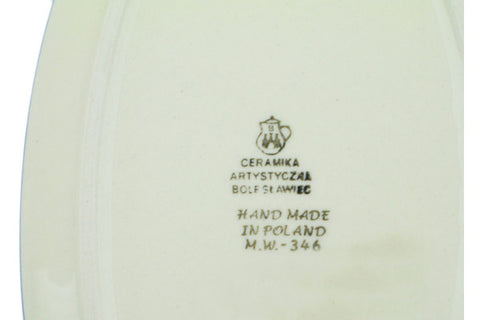 CERAMIKA
ARTYSTYCZNA
BOLESŁAWIEC
HAND MADE
IN POLAND
M.W.-346